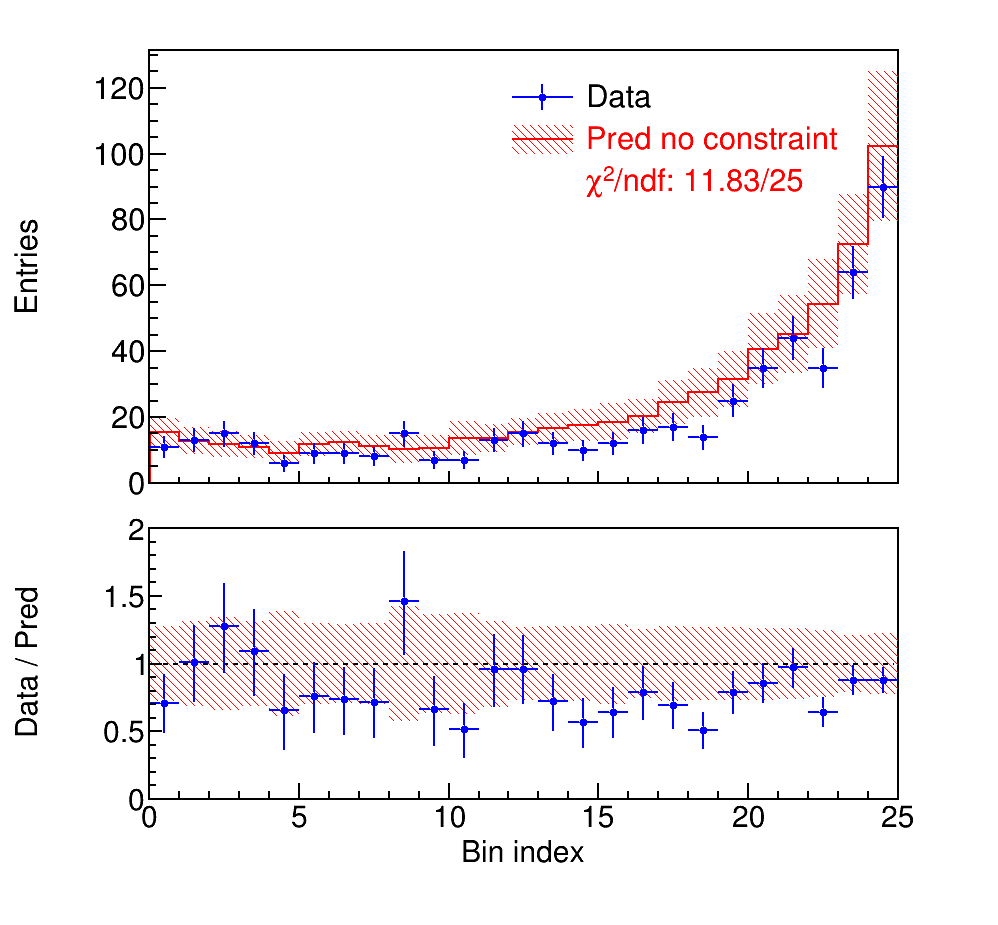 120
100
80
60
40
20
0
Entries
Data
Pred no constraint
χ²/ndf: 11.83/25
2
1.5
1
0.5
0
Data / Pred
0 5 10 15 20 25
Bin index